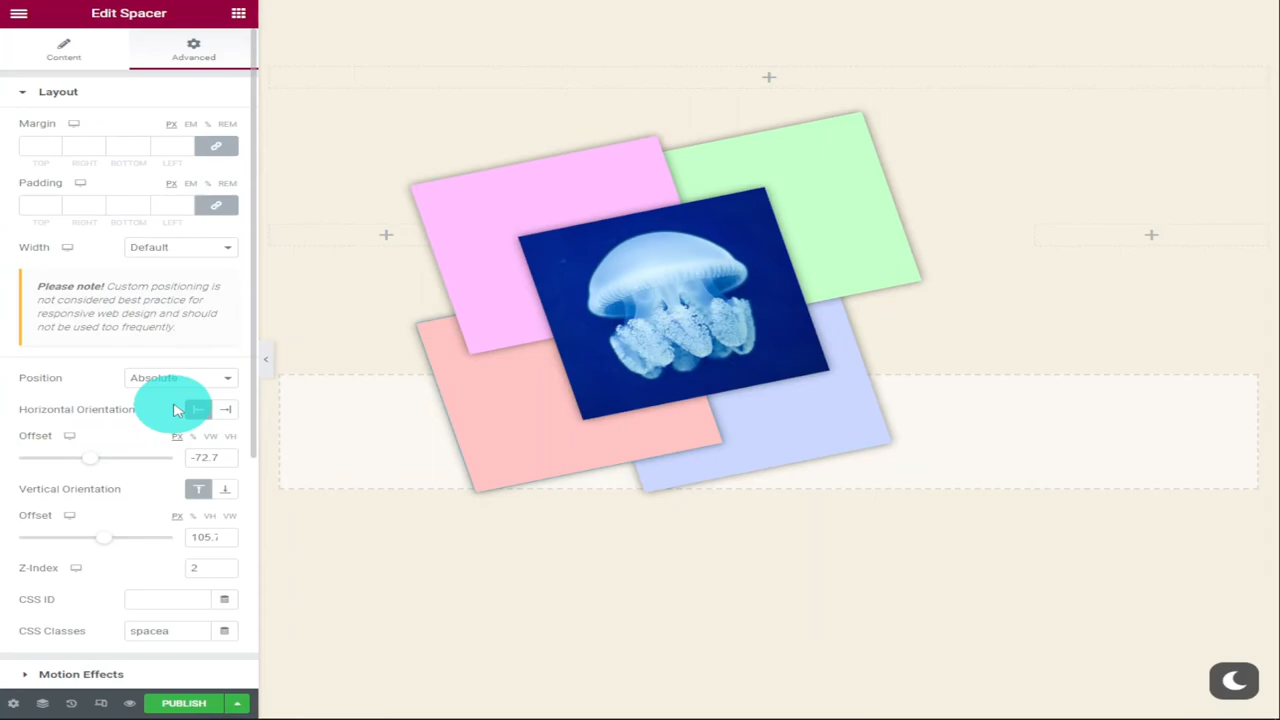 Edit Spacer
Content
Advanced
Layout
Margin PX EM % REM
TOP RIGHT BOTTOM LEFT
Padding PX EM % REM
TOP RIGHT BOTTOM LEFT
Width Default
Please note! Custom positioning is
not considered best practice for
responsive web design and should
not be used too frequently.
Position Absolute
Horizontal Orientation
Offset PX % VW VH
-72.7
Vertical Orientation
Offset PX % VH VW
105.7
Z-Index 2
CSS ID
CSS Classes spacea
Motion Effects
PUBLISH